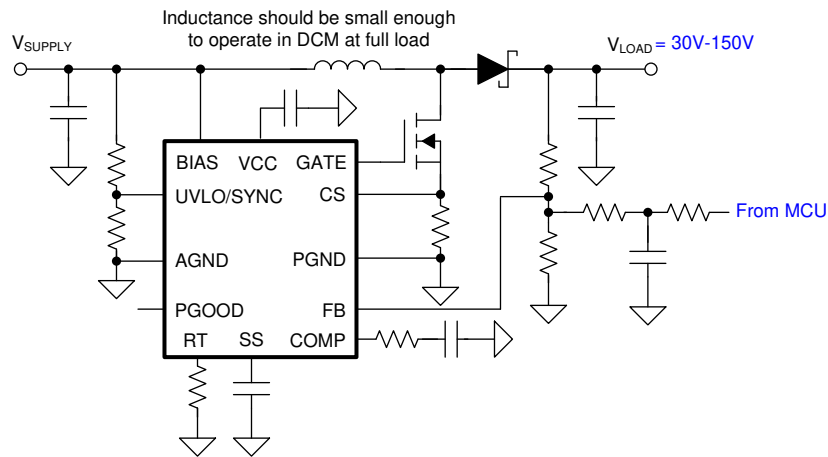 Inductance should be small enough
to operate in DCM at full load
VSUPPLY
VLOAD = 30V-150V
BIAS
VCC
GATE
UVLO/SYNC
CS
AGND
PGND
PGOOD
FB
RT
SS
COMP
From MCU